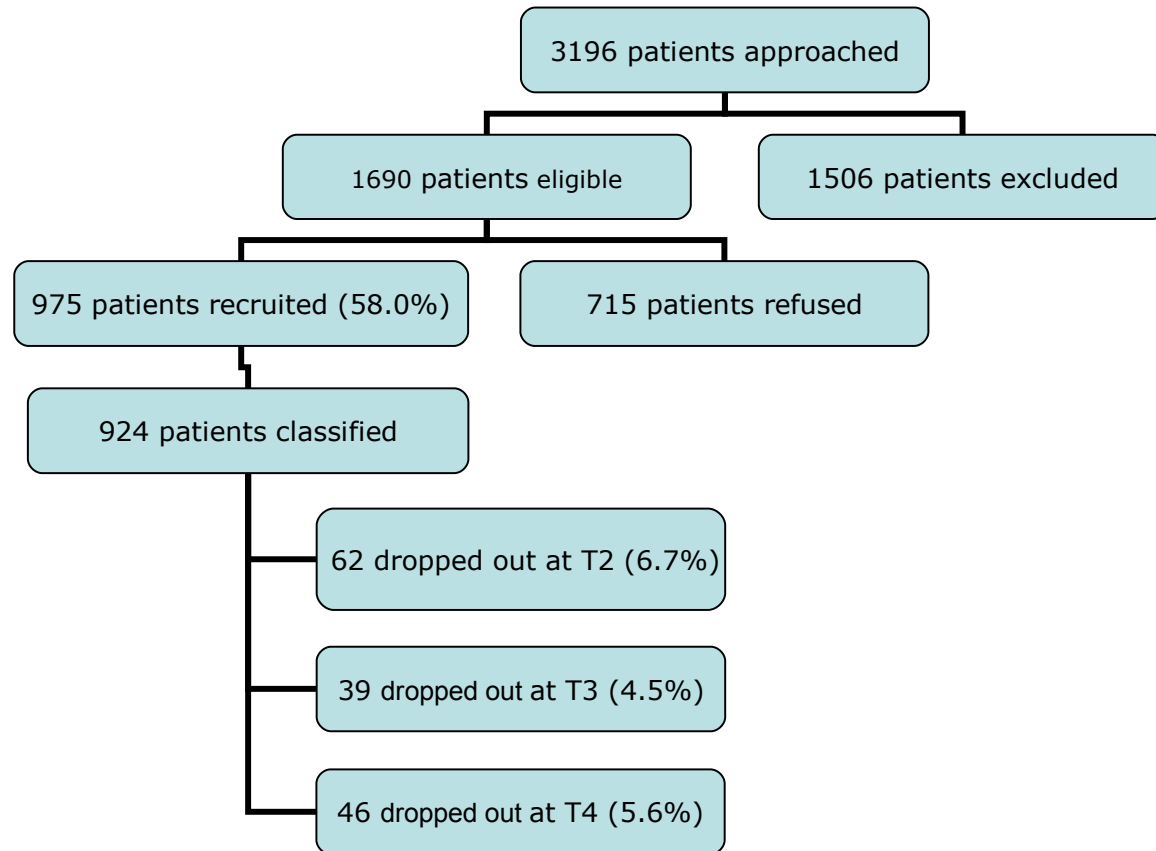 3196 patients approached
1690 patients eligible
1506 patients excluded
975 patients recruited (58.0%)
715 patients refused
924 patients classified
62 dropped out at T2 (6.7%)
39 dropped out at T3 (4.5%)
46 dropped out at T4 (5.6%)